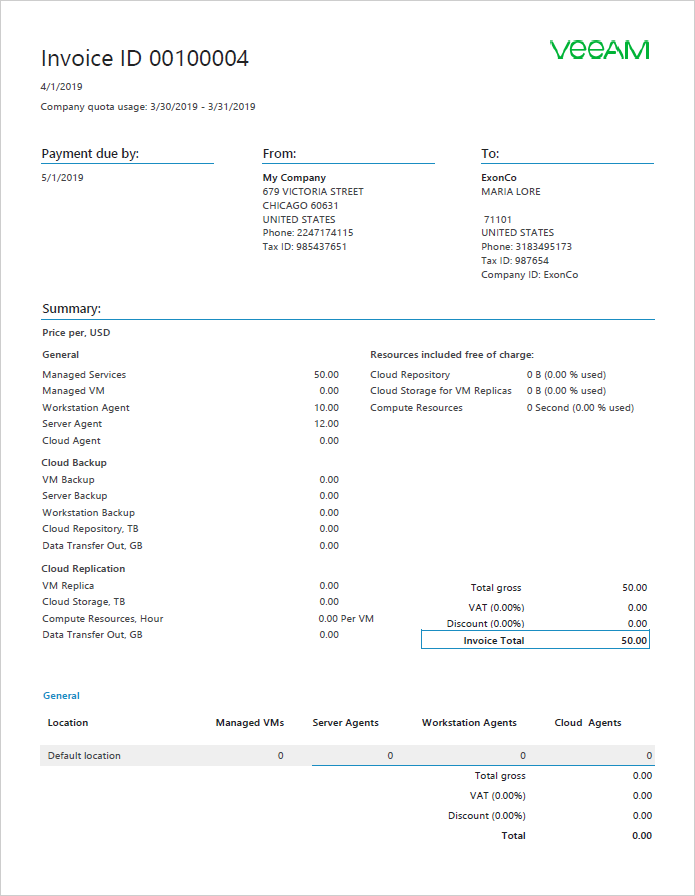 Invoice ID 00100004
VEEAM
4/1/2019
Company quota usage: 3/30/2019 - 3/31/2019
Payment due by:
5/1/2019
From:
My Company
679 VICTORIA STREET
CHICAGO 60631
UNITED STATES
Phone: 2247174115
Tax ID: 985437651
To:
ExonCo
MARIA LORE
71101
UNITED STATES
Phone: 3183495173
Tax ID: 987654
Company ID: ExonCo
Summary:
Price per, USD
General
Managed Services 50.00
Managed VM 0.00
Workstation Agent 10.00
Server Agent 12.00
Cloud Agent 0.00
Resources included free of charge:
Cloud Repository 0 B (0.00 % used)
Cloud Storage for VM Replicas 0 B (0.00 % used)
Compute Resources 0 Second (0.00 % used)
Cloud Backup
VM Backup 0.00
Server Backup 0.00
Workstation Backup 0.00
Cloud Repository, TB 0.00
Data Transfer Out, GB 0.00
Cloud Replication
VM Replica 0.00
Cloud Storage, TB 0.00
Compute Resources, Hour 0.00 Per VM
Data Transfer Out, GB 0.00
Total gross 50.00
VAT (0.00%) 0.00
Discount (0.00%) 0.00
Invoice Total 50.00
General
Location Managed VMs Server Agents Workstation Agents Cloud Agents
Default location 0 0 0 0
Total gross 0.00
VAT (0.00%) 0.00
Discount (0.00%) 0.00
Total 0.00